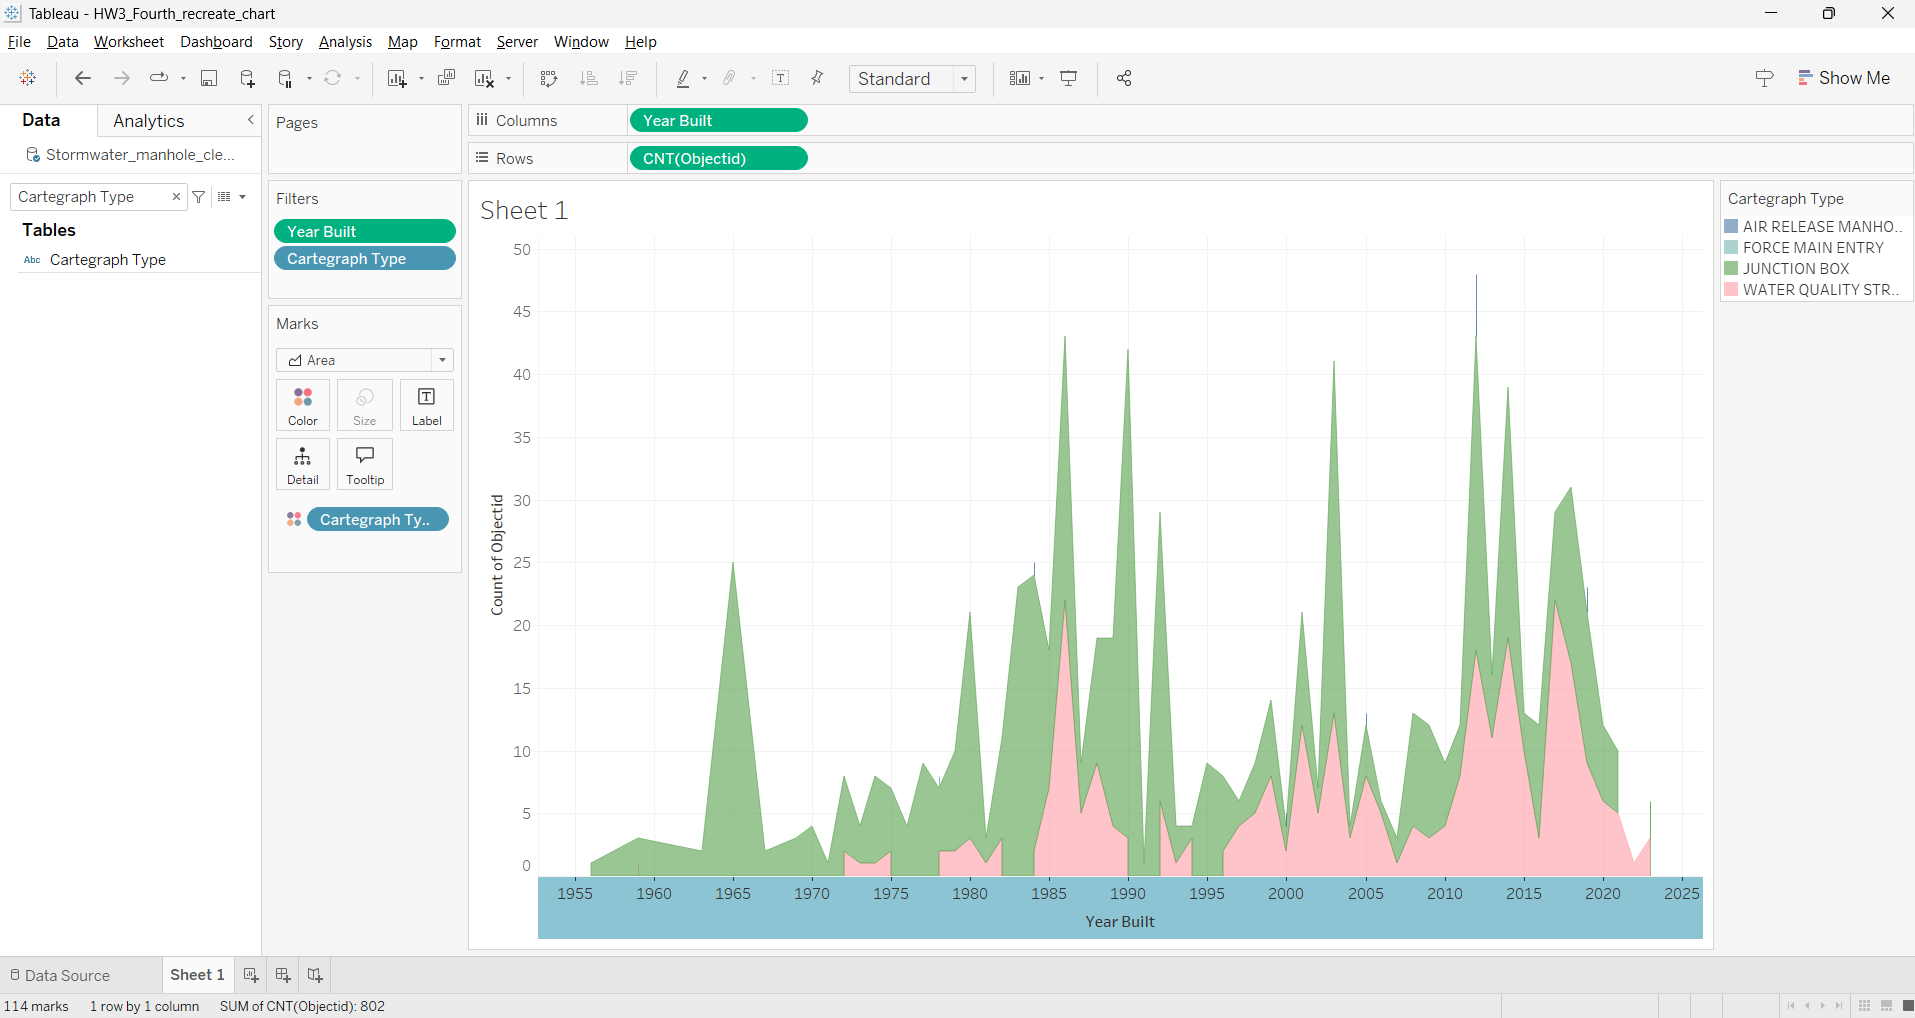 Tableau - HW3_Fourth_recreate_chart
File Data Worksheet Dashboard Story Analysis Map Format Server Window Help
Standard
Show Me
Data Analytics
Stormwater_manhole_cle...
Cartegraph Type
Tables
Abc Cartegraph Type
Pages
Filters
Year Built
Cartegraph Type
Marks
Area
Color Size Label
Detail Tooltip
Cartegraph Ty..
Columns Year Built
Rows CNT(Objectid)
Sheet 1
Count of Objectid
50
45
40
35
30
25
20
15
10
5
0
1955 1960 1965 1970 1975 1980 1985 1990 1995 2000 2005 2010 2015 2020 2025
Year Built
Cartegraph Type
AIR RELEASE MANHO..
FORCE MAIN ENTRY
JUNCTION BOX
WATER QUALITY STR..
Data Source Sheet 1
114 marks 1 row by 1 column SUM of CNT(Objectid): 802